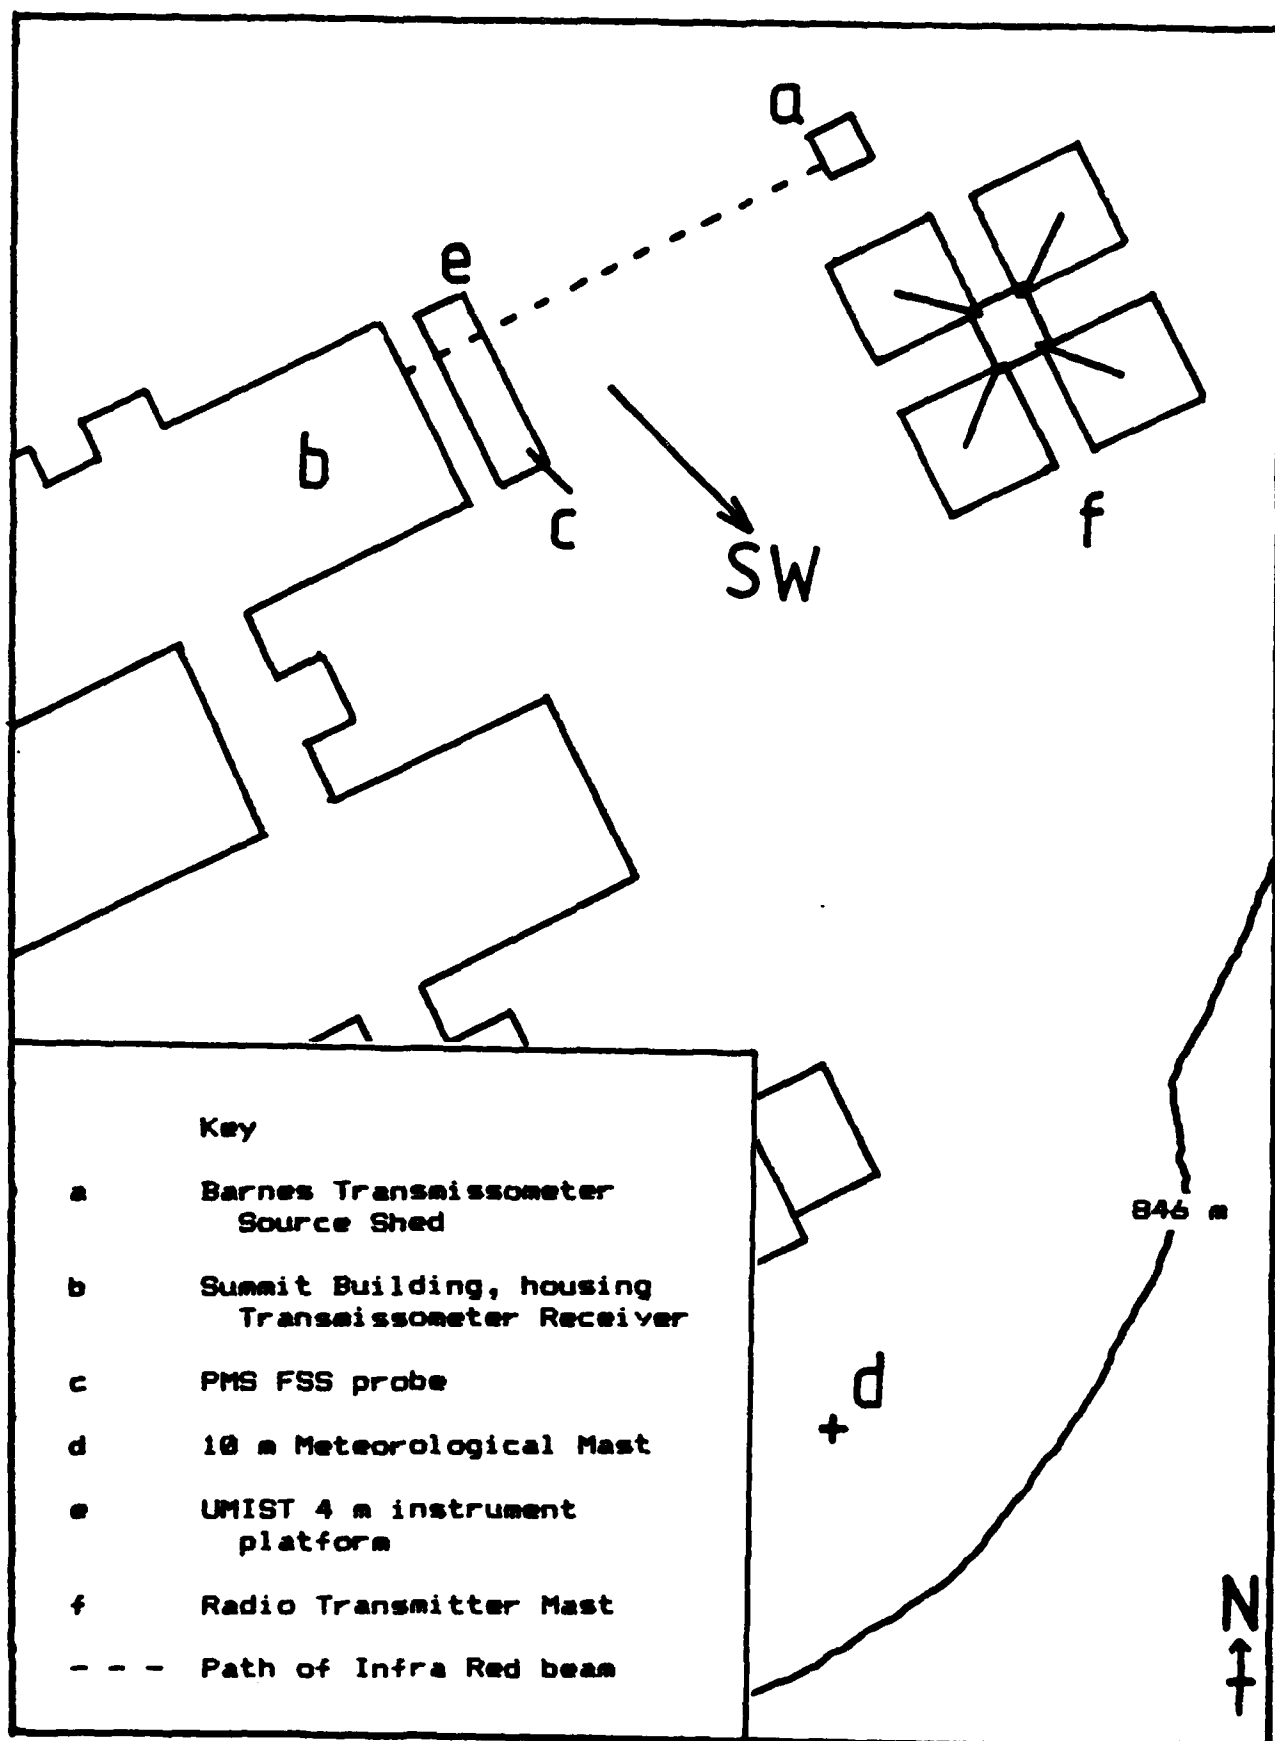 a
e
b
c
SW
f
Key
a Barnes Transmissometer
Source Shed
b Summit Building, housing
Transmissometer Receiver
c PMS FSS probe
d 10 m Meteorological Mast
e UMIST 4 m instrument
platform
f Radio Transmitter Mast
- - - Path of Infra Red beam
846 m
d
N